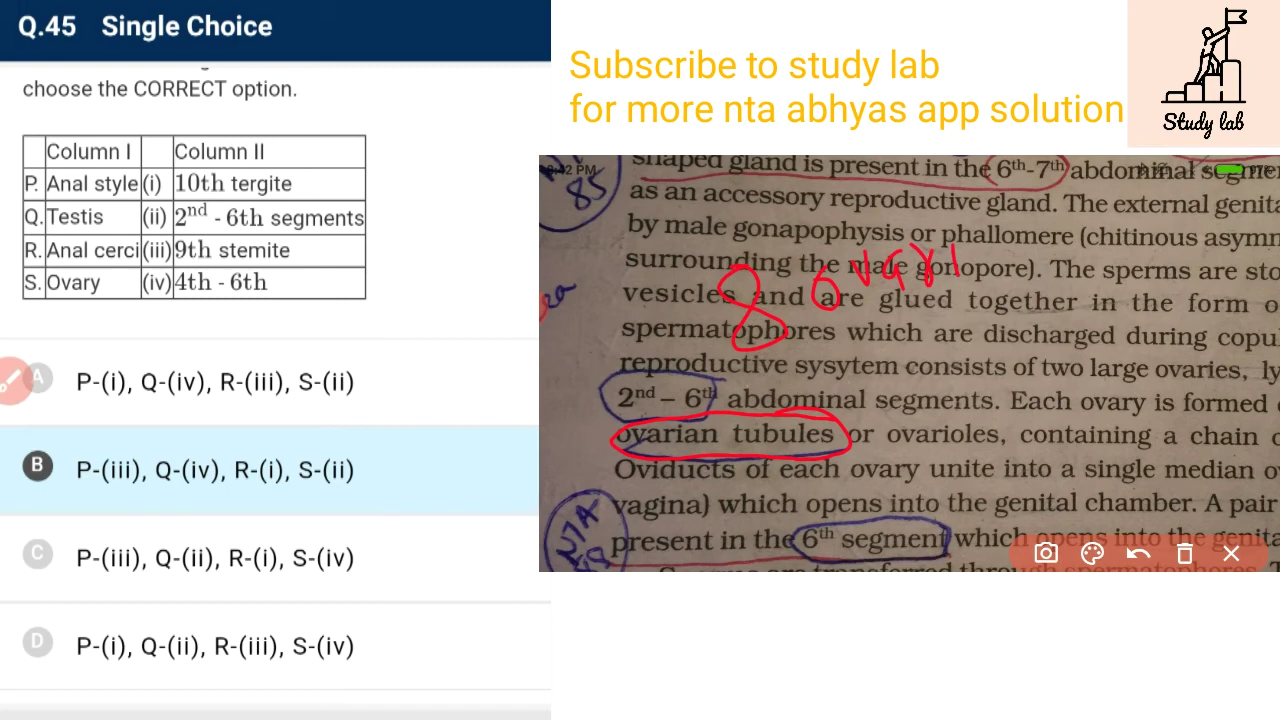 Q.45 Single Choice
choose the CORRECT option.
Column I Column II
P. Anal style (i) 10th tergite
Q. Testis (ii) 2nd - 6th segments
R. Anal cerci (iii) 9th stemite
S. Ovary (iv) 4th - 6th
A P-(i), Q-(iv), R-(iii), S-(ii)
B P-(iii), Q-(iv), R-(i), S-(ii)
C P-(iii), Q-(ii), R-(i), S-(iv)
D P-(i), Q-(ii), R-(iii), S-(iv)
Subscribe to study lab
for more nta abhyas app solution
Study lab
shaped gland is present in the 6th-7th abdominal
85
as an accessory reproductive gland. The external
by male gonapophysis or phallomere (chitinous
surrounding the male gonopore). The sperms are
8 ovary
vesicles and are glued together in the form
spermatophores which are discharged during
reproductive sysytem consists of two large ovaries,
2nd – 6th abdominal segments. Each ovary is formed
ovarian tubules or ovarioles, containing a chain
Oviducts of each ovary unite into a single median
vagina) which opens into the genital chamber. A pair
present in the 6th segment which opens into the